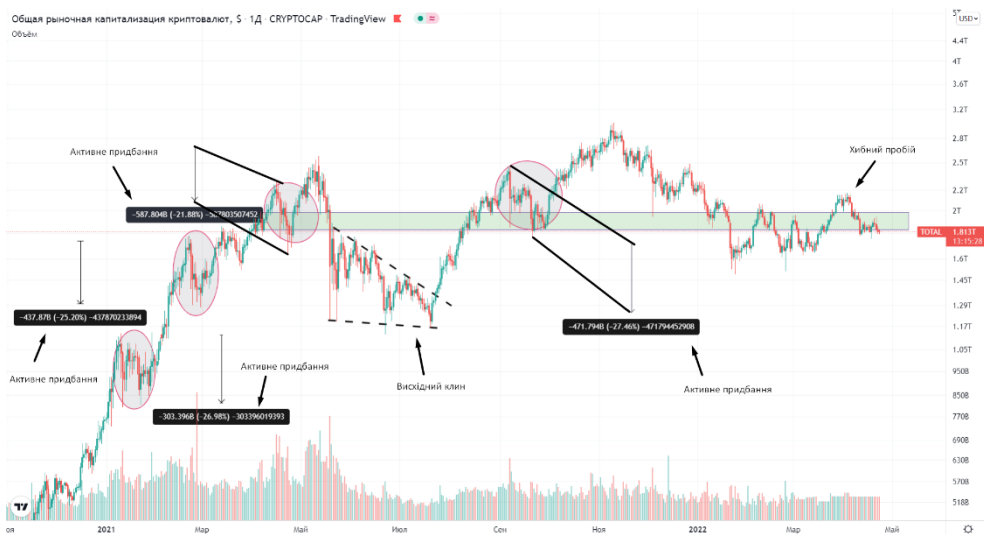 Общая рыночная капитализация криптовалют, $ · 1Д · CRYPTOCAP · TradingView
Объём
USD
5T
4.4T
4T
3.6T
3.2T
2.8T
2.5T
2.2T
2T
TOTAL 1.813T
13:15:28
1.6T
1.45T
1.29T
1.17T
1.05T
950B
850B
770B
690B
630B
570B
518B
Активне придбання
Хибний пробій
−587.804B (−21.88%) −587803507452
−437.87B (−25.20%) −437870233894
−471.794B (−27.46%) −471794452908
Активне придбання
Активне придбання
Висхідний клин
Активне придбання
−303.396B (−26.98%) −303396019393
оя 2021 Мар Май Июл Сен Ноя 2022 Мар Май